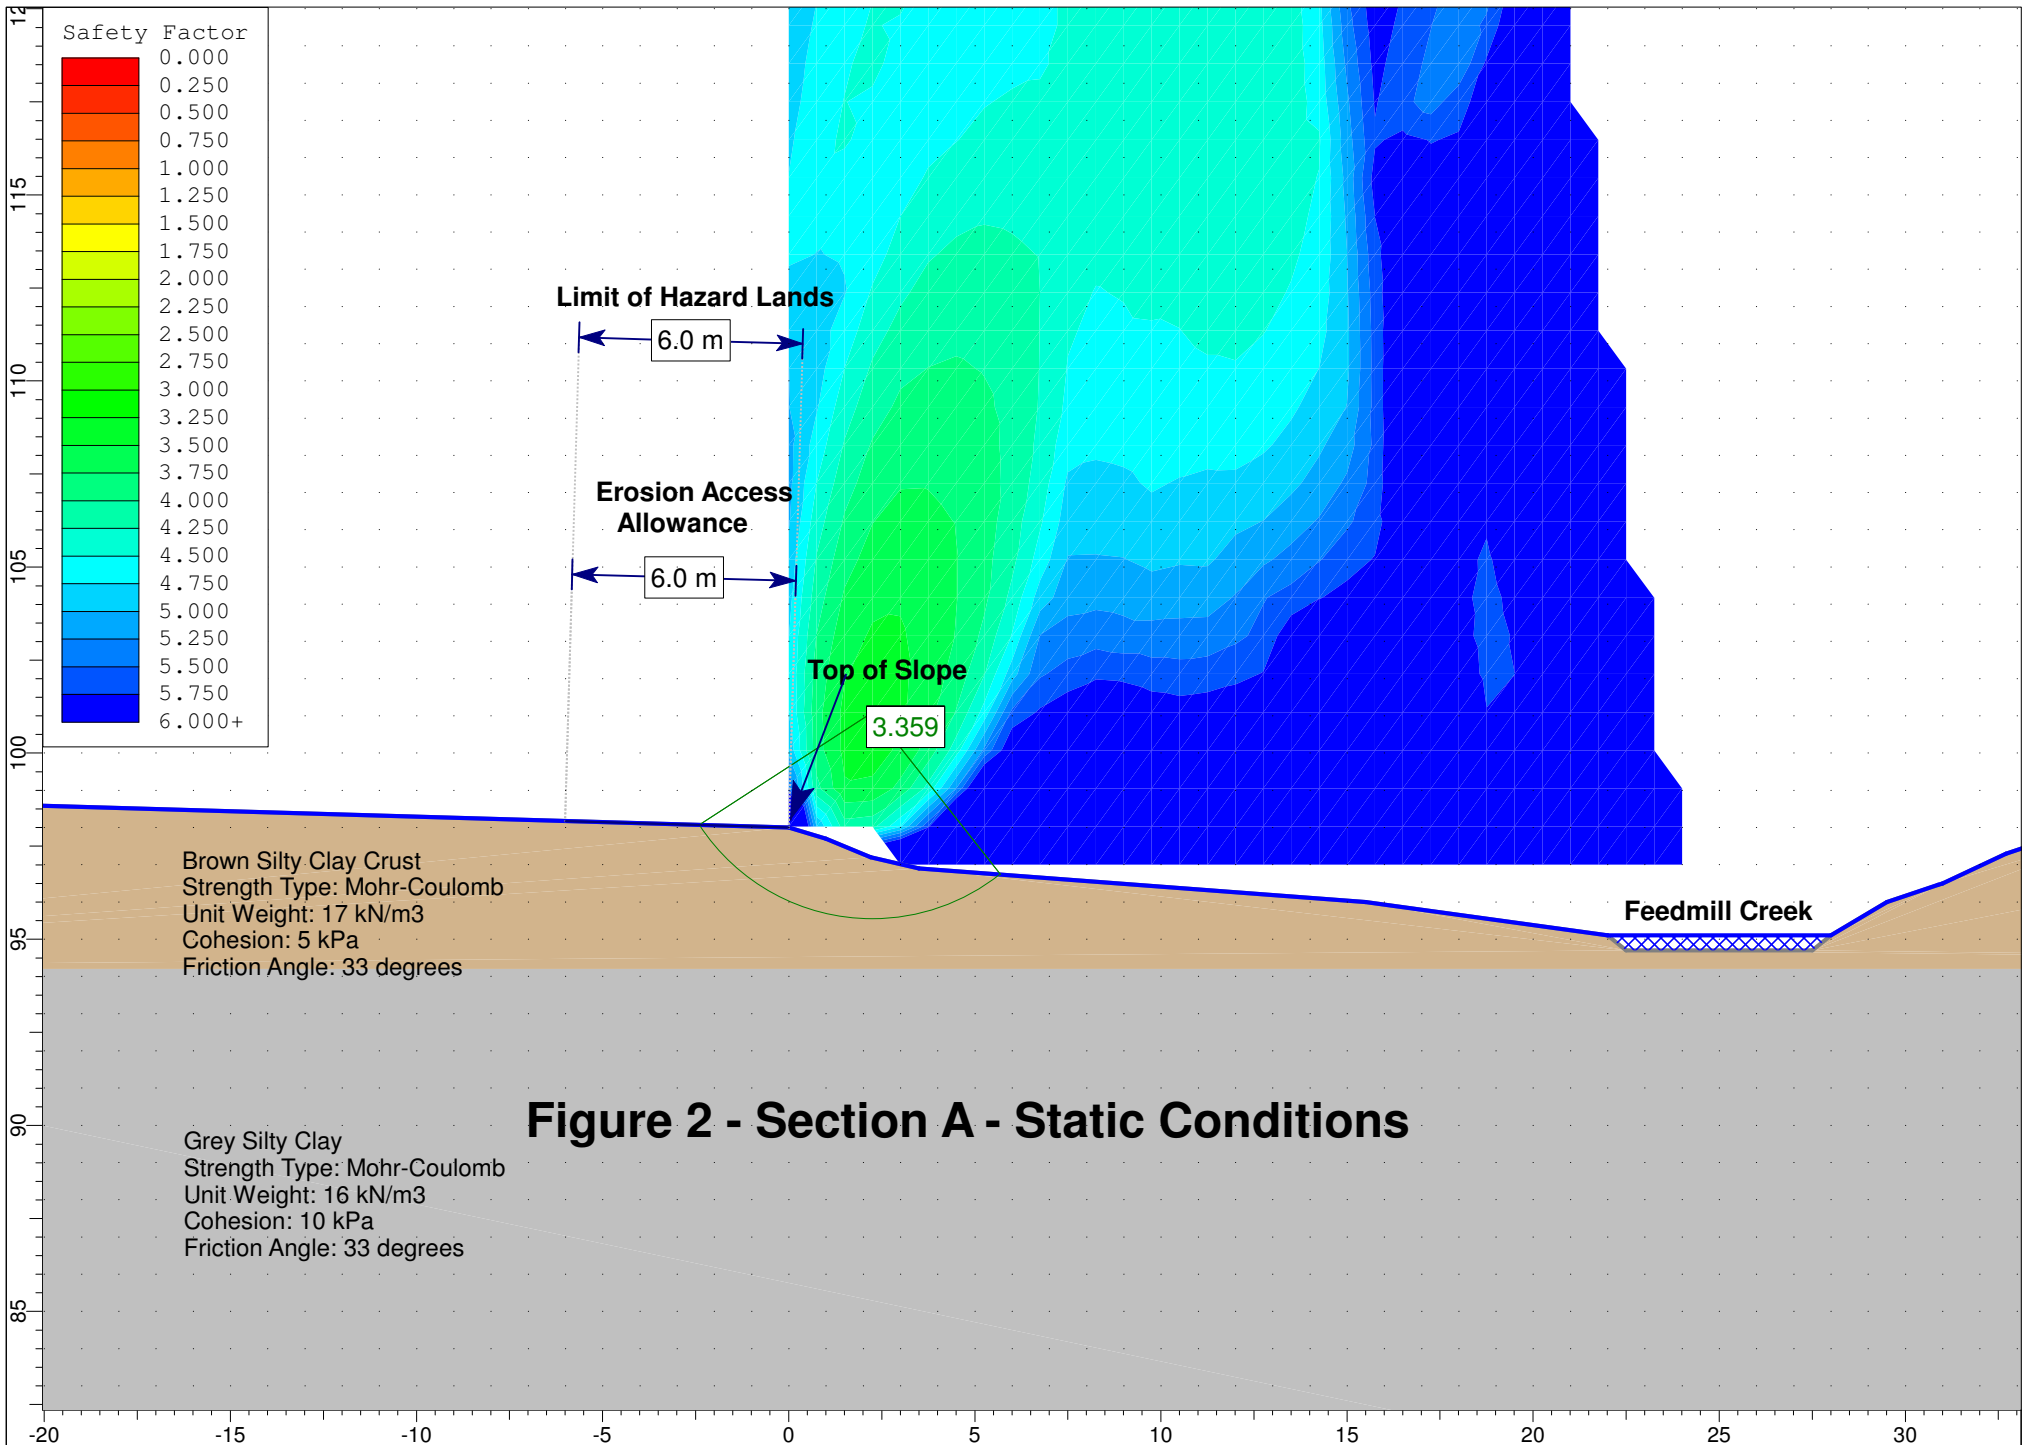 Safety Factor
0.000
0.250
0.500
0.750
1.000
1.250
1.500
1.750
2.000
2.250
2.500
2.750
3.000
3.250
3.500
3.750
4.000
4.250
4.500
4.750
5.000
5.250
5.500
5.750
6.000+
Limit of Hazard Lands
6.0 m
Erosion Access
Allowance
6.0 m
Top of Slope
3.359
Brown Silty Clay Crust
Strength Type: Mohr-Coulomb
Unit Weight: 17 kN/m3
Cohesion: 5 kPa
Friction Angle: 33 degrees
Feedmill Creek
Figure 2 - Section A - Static Conditions
Grey Silty Clay
Strength Type: Mohr-Coulomb
Unit Weight: 16 kN/m3
Cohesion: 10 kPa
Friction Angle: 33 degrees
115
110
105
100
95
90
85
-20 -15 -10 -5 0 5 10 15 20 25 30